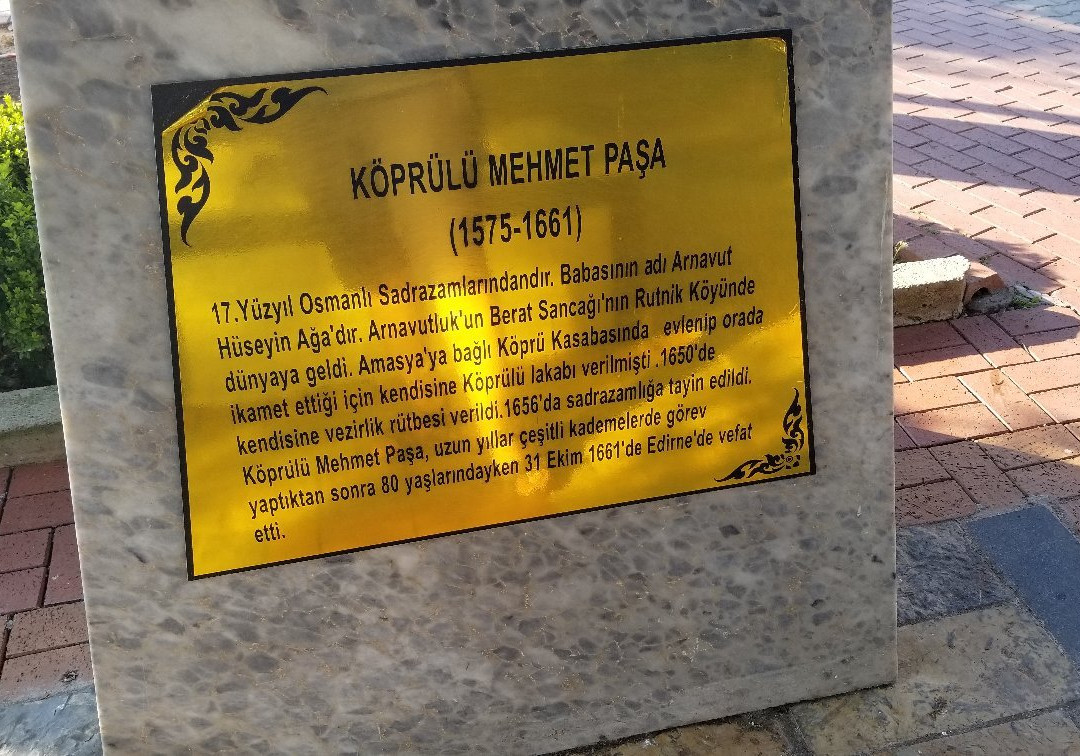 KÖPRÜLÜ MEHMET PAŞA
(1575-1661)
17.Yüzyıl Osmanlı Sadrazamlarındandır. Babasının adı Arnavut
Hüseyin Ağa'dır. Arnavutluk'un Berat Sancağı'nın Rutnik Köyünde
dünyaya geldi. Amasya'ya bağlı Köprü Kasabasında evlenip orada
ikamet ettiği için kendisine Köprülü lakabı verilmişti .1650'de
kendisine vezirlik rütbesi verildi.1656'da sadrazamlığa tayin edildi.
Köprülü Mehmet Paşa, uzun yıllar çeşitli kademelerde görev
yaptıktan sonra 80 yaşlarındayken 31 Ekim 1661'de Edirne'de vefat
etti.